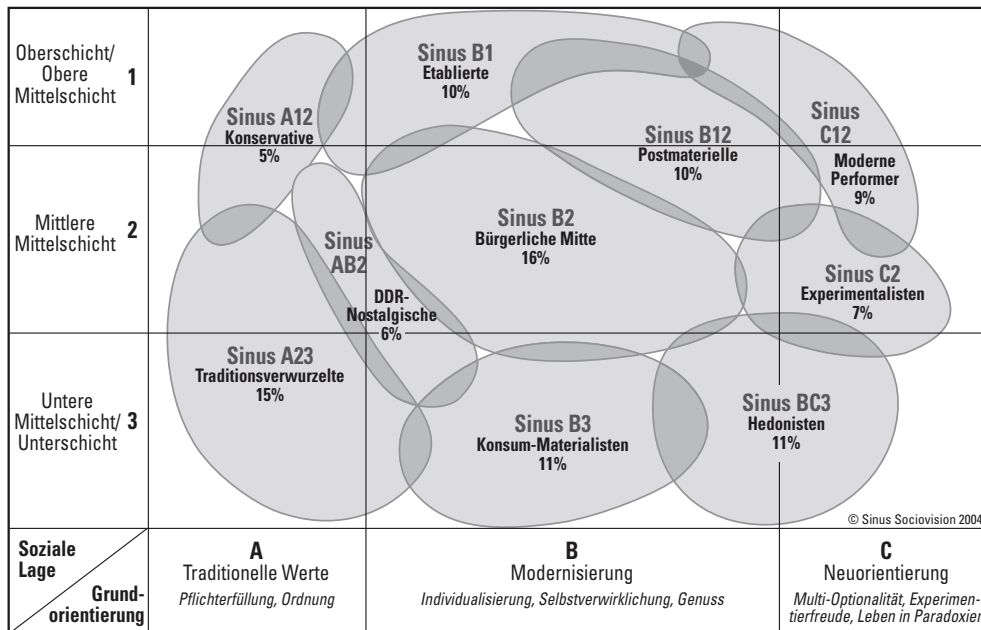 Oberschicht/
Obere 1
Mittelschicht
Mittlere 2
Mittelschicht
Untere
Mittelschicht/ 3
Unterschicht
Sinus B1
Etablierte
10%
Sinus A12
Konservative
5%
Sinus B12
Postmaterielle
10%
Sinus
C12
Moderne
Performer
9%
Sinus
AB2
DDR-
Nostalgische
6%
Sinus B2
Bürgerliche Mitte
16%
Sinus C2
Experimentalisten
7%
Sinus A23
Traditionsverwurzelte
15%
Sinus B3
Konsum-Materialisten
11%
Sinus BC3
Hedonisten
11%
© Sinus Sociovision 2004
Soziale
Lage
Grund-
orientierung
A
Traditionelle Werte
Pflichterfüllung, Ordnung
B
Modernisierung
Individualisierung, Selbstverwirklichung, Genuss
C
Neuorientierung
Multi-Optionalität, Experimen-
tierfreude, Leben in Paradoxien